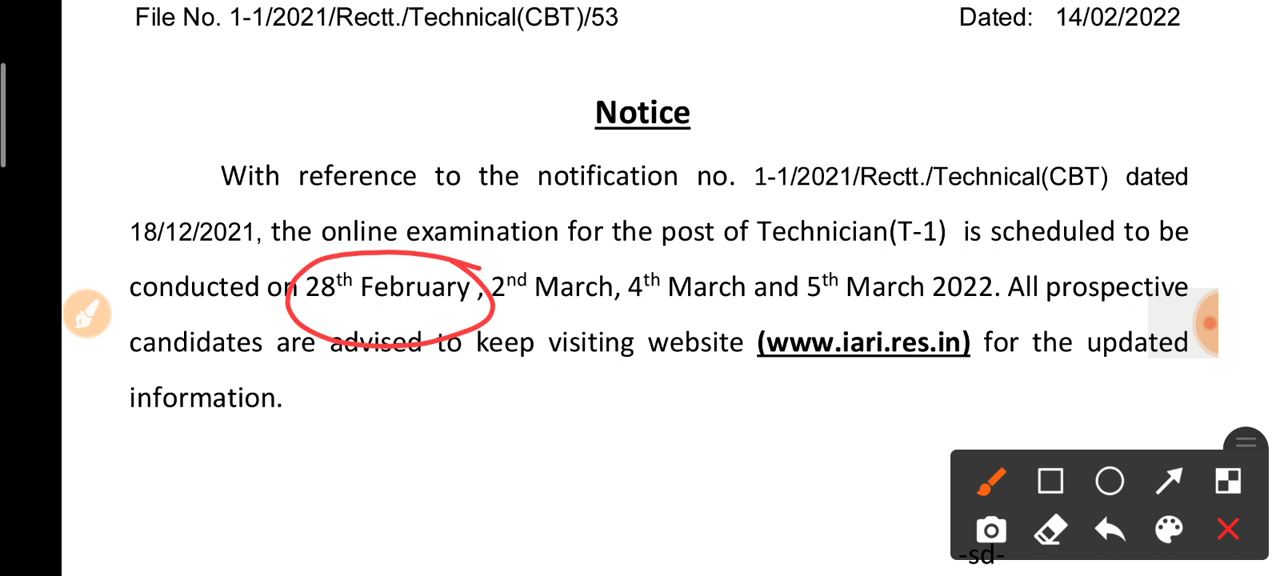 File No. 1-1/2021/Rectt./Technical(CBT)/53 Dated: 14/02/2022
Notice
With reference to the notification no. 1-1/2021/Rectt./Technical(CBT) dated
18/12/2021, the online examination for the post of Technician(T-1) is scheduled to be
conducted on 28th February , 2nd March, 4th March and 5th March 2022. All prospective
candidates are advised to keep visiting website (www.iari.res.in) for the updated
information.
-sd-